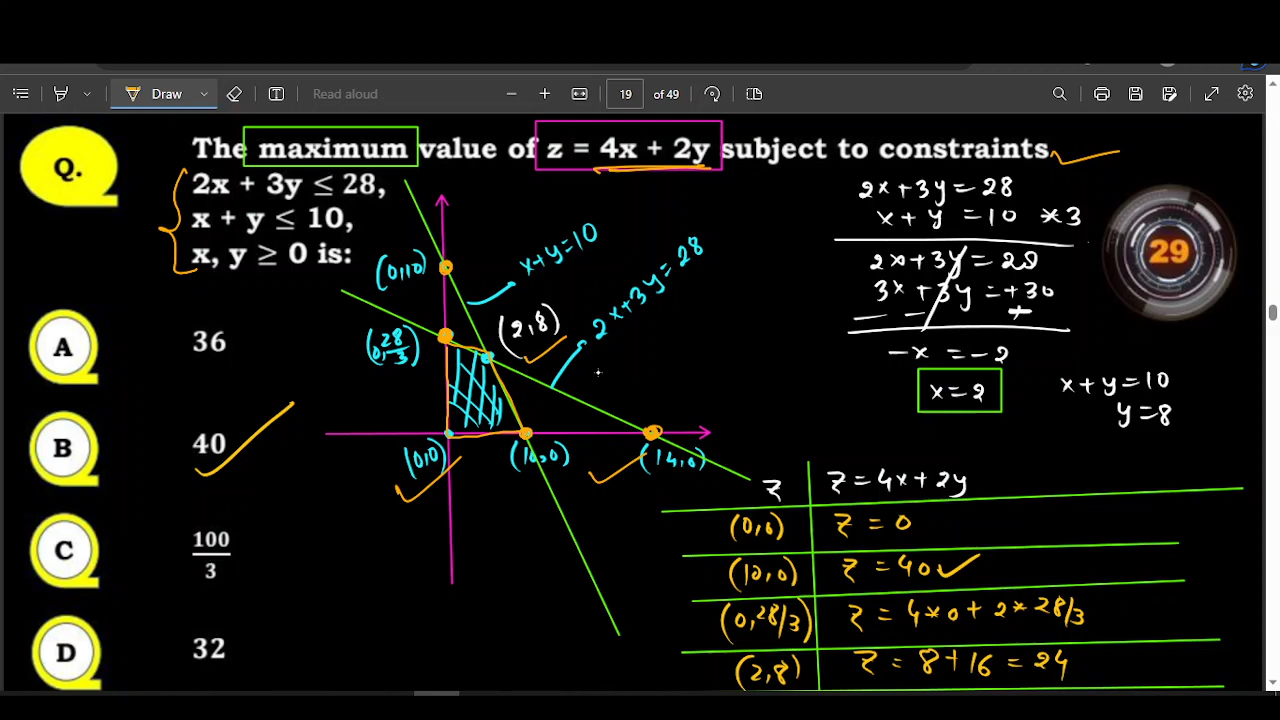 Draw
Read aloud
19 of 49
Q.
The maximum value of z = 4x + 2y subject to constraints
2x + 3y ≤ 28,
x + y ≤ 10,
x, y ≥ 0 is:
A 36
B 40
C 100/3
D 32
(0,10)
x+y=10
2x+3y=28
(2,8)
(0,28/3)
(0,0)
(10,0)
(14,0)
2x+3y=28
x+y=10 *3
2x+3y=28
3x+3y=+30
- - +
-x=-2
x=2
x+y=10
y=8
29
z z=4x+2y
(0,0) z=0
(10,0) z=40✓
(0,28/3) z=4*0+2*28/3
(2,8) z=8+16=24